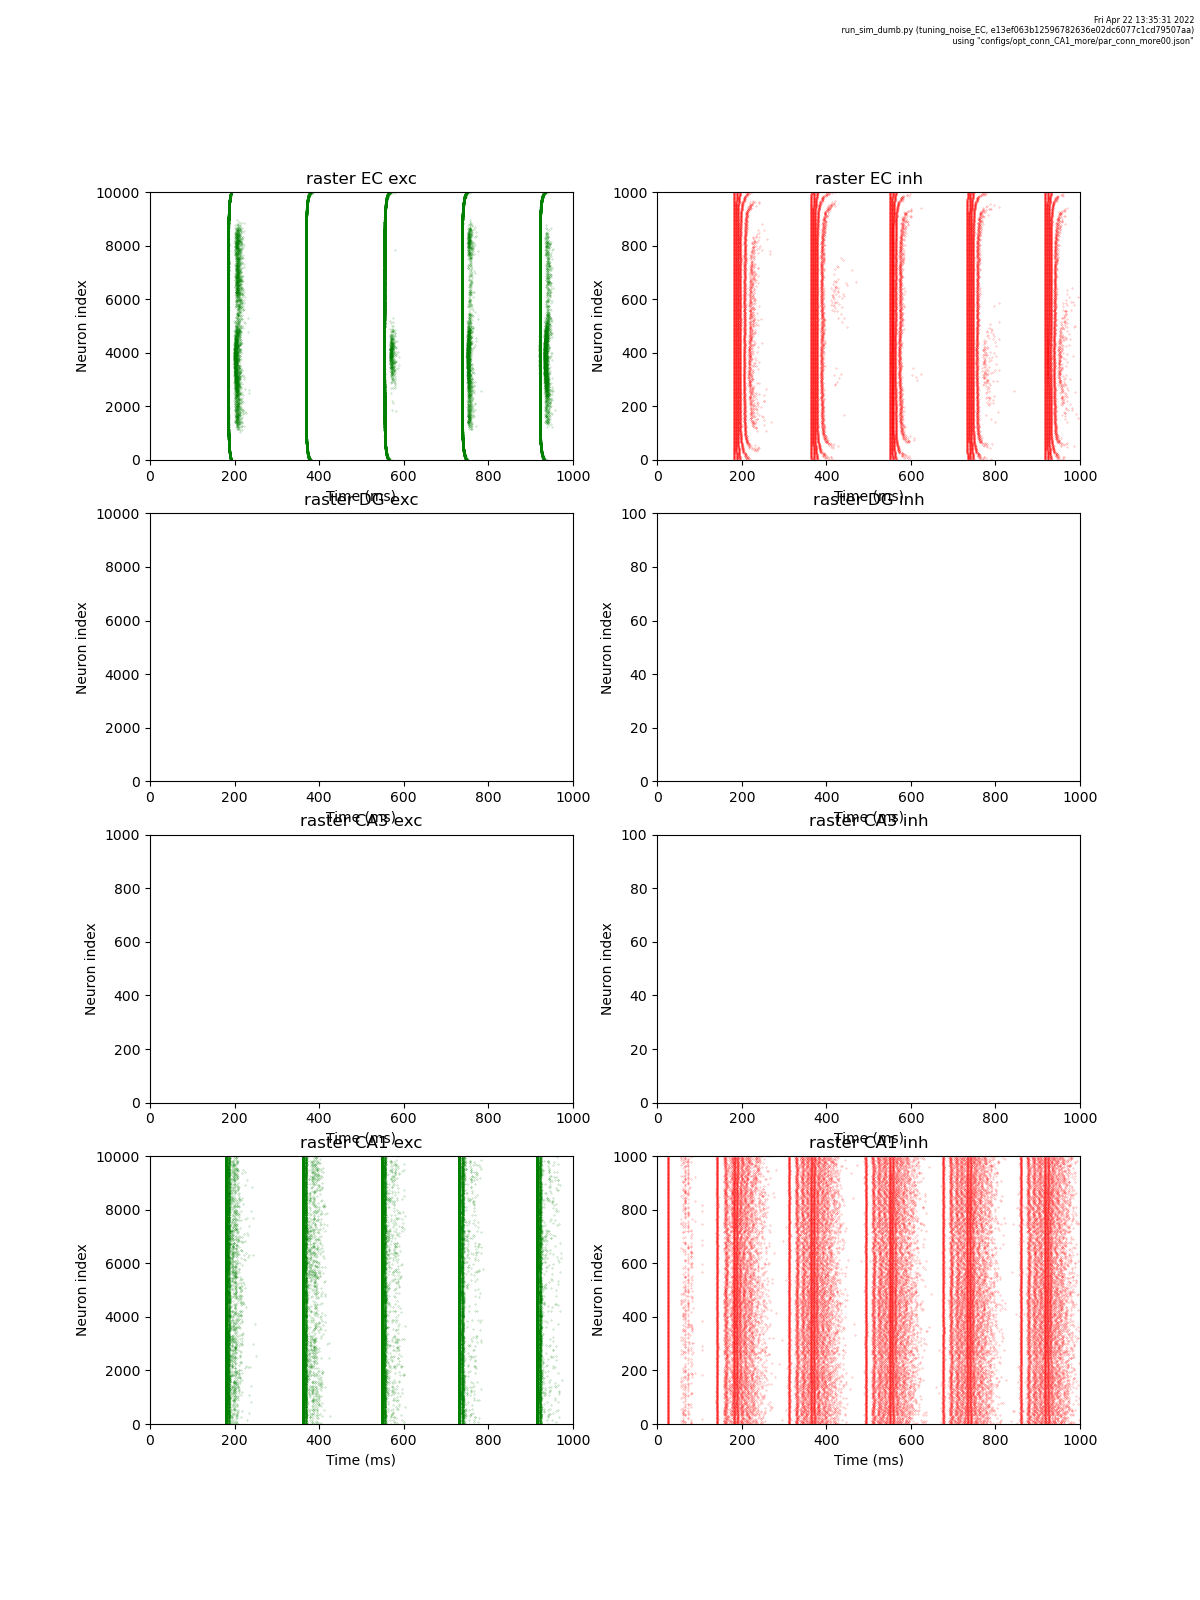 Fri Apr 22 13:35:31 2022
run_sim_dumb.py (tuning_noise_EC, e13ef063b12596782636e02dc6077c1cd79507aa)
using "configs/opt_conn_CA1_more/par_conn_more00.json"
raster EC exc
10000
8000
6000
4000
2000
0
Neuron index
0 200 400 600 800 1000
Time (ms)
raster EC inh
1000
800
600
400
200
0
Neuron index
0 200 400 600 800 1000
Time (ms)
raster DG exc
10000
8000
6000
4000
2000
0
Neuron index
0 200 400 600 800 1000
Time (ms)
raster DG inh
100
80
60
40
20
0
Neuron index
0 200 400 600 800 1000
Time (ms)
raster CA3 exc
1000
800
600
400
200
0
Neuron index
0 200 400 600 800 1000
Time (ms)
raster CA3 inh
100
80
60
40
20
0
Neuron index
0 200 400 600 800 1000
Time (ms)
raster CA1 exc
10000
8000
6000
4000
2000
0
Neuron index
0 200 400 600 800 1000
Time (ms)
raster CA1 inh
1000
800
600
400
200
0
Neuron index
0 200 400 600 800 1000
Time (ms)